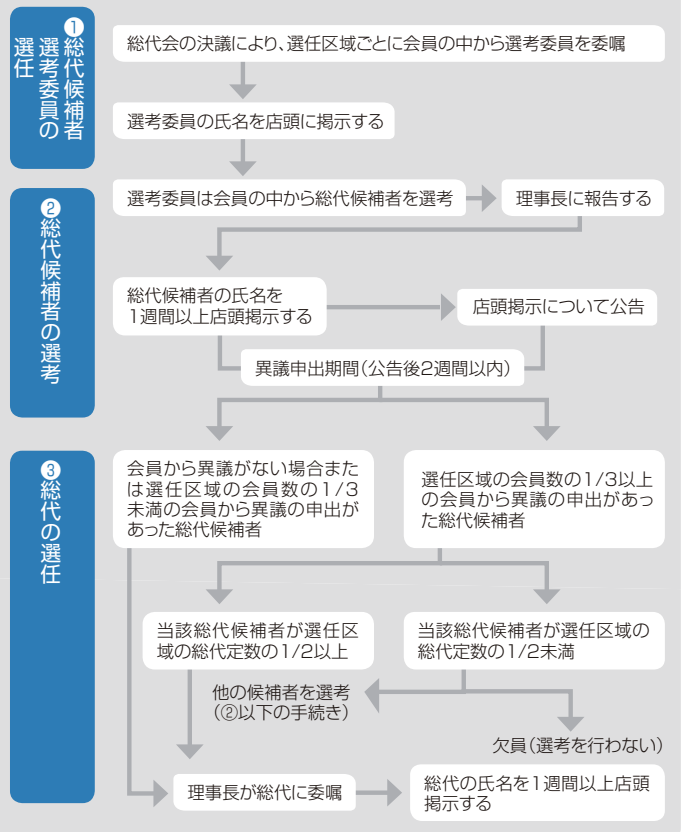 ❶総代候補者
選考委員の
選任
総代会の決議により、選任区域ごとに会員の中から選考委員を委嘱
選考委員の氏名を店頭に掲示する
❷総代候補者の選考
選考委員は会員の中から総代候補者を選考
理事長に報告する
総代候補者の氏名を
1週間以上店頭掲示する
店頭掲示について公告
異議申出期間(公告後2週間以内)
❸総代の選任
会員から異議がない場合また
は選任区域の会員数の1/3
未満の会員から異議の申出が
あった総代候補者
選任区域の会員数の1/3以上
の会員から異議の申出があっ
た総代候補者
当該総代候補者が選任区
域の総代定数の1/2以上
当該総代候補者が選任区域の
総代定数の1/2未満
他の候補者を選考
(②以下の手続き)
欠員(選考を行わない)
理事長が総代に委嘱
総代の氏名を1週間以上店頭
掲示する